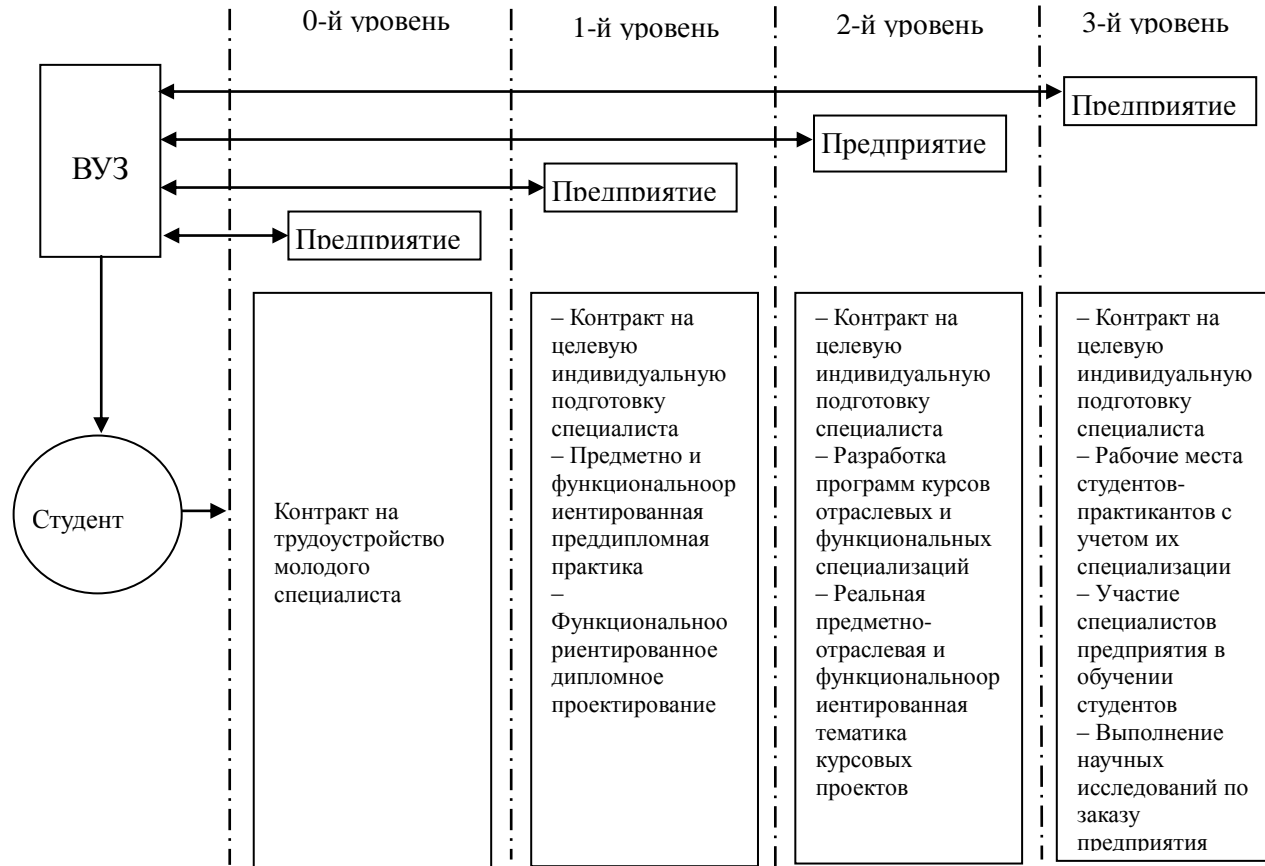 0-й уровень
1-й уровень
2-й уровень
3-й уровень
Предприятие
Предприятие
ВУЗ
Предприятие
Предприятие
Студент
Контракт на
трудоустройство
молодого
специалиста
– Контракт на
целевую
индивидуальную
подготовку
специалиста
– Предметно и
функциональноор
иентированная
преддипломная
практика
–
Функциональноо
риентированное
дипломное
проектирование
– Контракт на
целевую
индивидуальную
подготовку
специалиста
– Разработка
программ курсов
отраслевых и
функциональных
специализаций
– Реальная
предметно-
отраслевая и
функциональноор
иентированная
тематика
курсовых
проектов
– Контракт на
целевую
индивидуальную
подготовку
специалиста
– Рабочие места
студентов-
практикантов с
учетом их
специализации
– Участие
специалистов
предприятия в
обучении
студентов
– Выполнение
научных
исследований по
заказу
предприятия